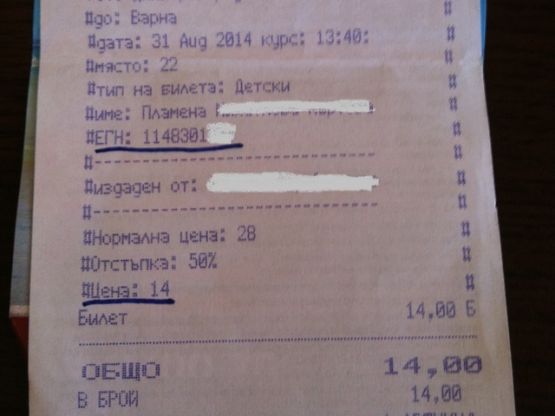 #до: Варна #
#дата: 31 Aug 2014 курс: 13:40: #
#място: 22 #
#тип на билета: Детски #
#име: Пламена #
#ЕГН: 1148301 #
#------------------------------ #
#издаден от: #
#------------------------------ #
#Нормална цена: 28 #
#Отстъпка: 50% #
#Цена: 14 #
Билет 14,00 Б
ОБЩО 14,00
В БРОЙ 14,00